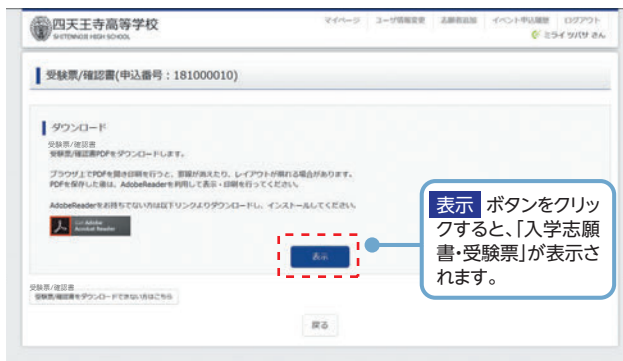 四天王寺高等学校
SHITENNOJI HIGH SCHOOL
マイページ ユーザ情報変更 志願者追加 イベント申込履歴 ログアウト
ミライ ツバサ さん
受験票/確認書(申込番号：181000010)
ダウンロード
受験票/確認書
受験票/確認書PDFをダウンロードします。
ブラウザ上でPDFを開き印刷を行うと、罫線が消えたり、レイアウトが崩れる場合があります。
PDFを保存した後は、AdobeReaderを利用して表示・印刷を行ってください。
AdobeReaderをお持ちでない方は以下リンクよりダウンロードし、インストールしてください。
Get Adobe
Acrobat Reader
表示
表示 ボタンをクリッ
クすると、「入学志願
書・受験票」が表示さ
れます。
受験票/確認書
受験票/確認書をダウンロードできない方はこちら
戻る